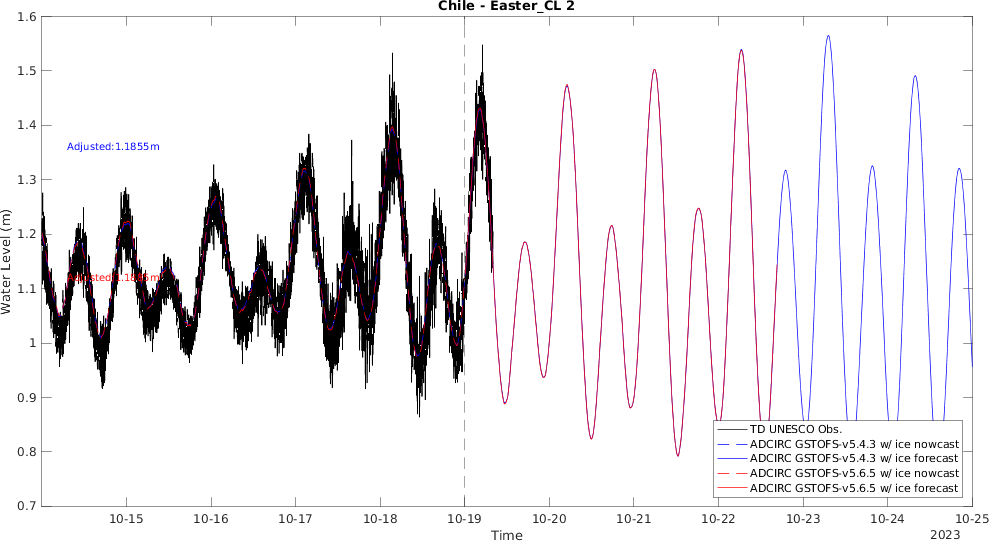 Chile - Easter_CL 2
1.6
1.5
1.4
1.3
1.2
1.1
1
0.9
0.8
0.7
Water Level (m)
Adjusted:1.1855m
Adjusted:1.1855m
TD UNESCO Obs.
ADCIRC GSTOFS-v5.4.3 w/ ice nowcast
ADCIRC GSTOFS-v5.4.3 w/ ice forecast
ADCIRC GSTOFS-v5.6.5 w/ ice nowcast
ADCIRC GSTOFS-v5.6.5 w/ ice forecast
10-15 10-16 10-17 10-18 10-19 10-20 10-21 10-22 10-23 10-24 10-25
Time
2023